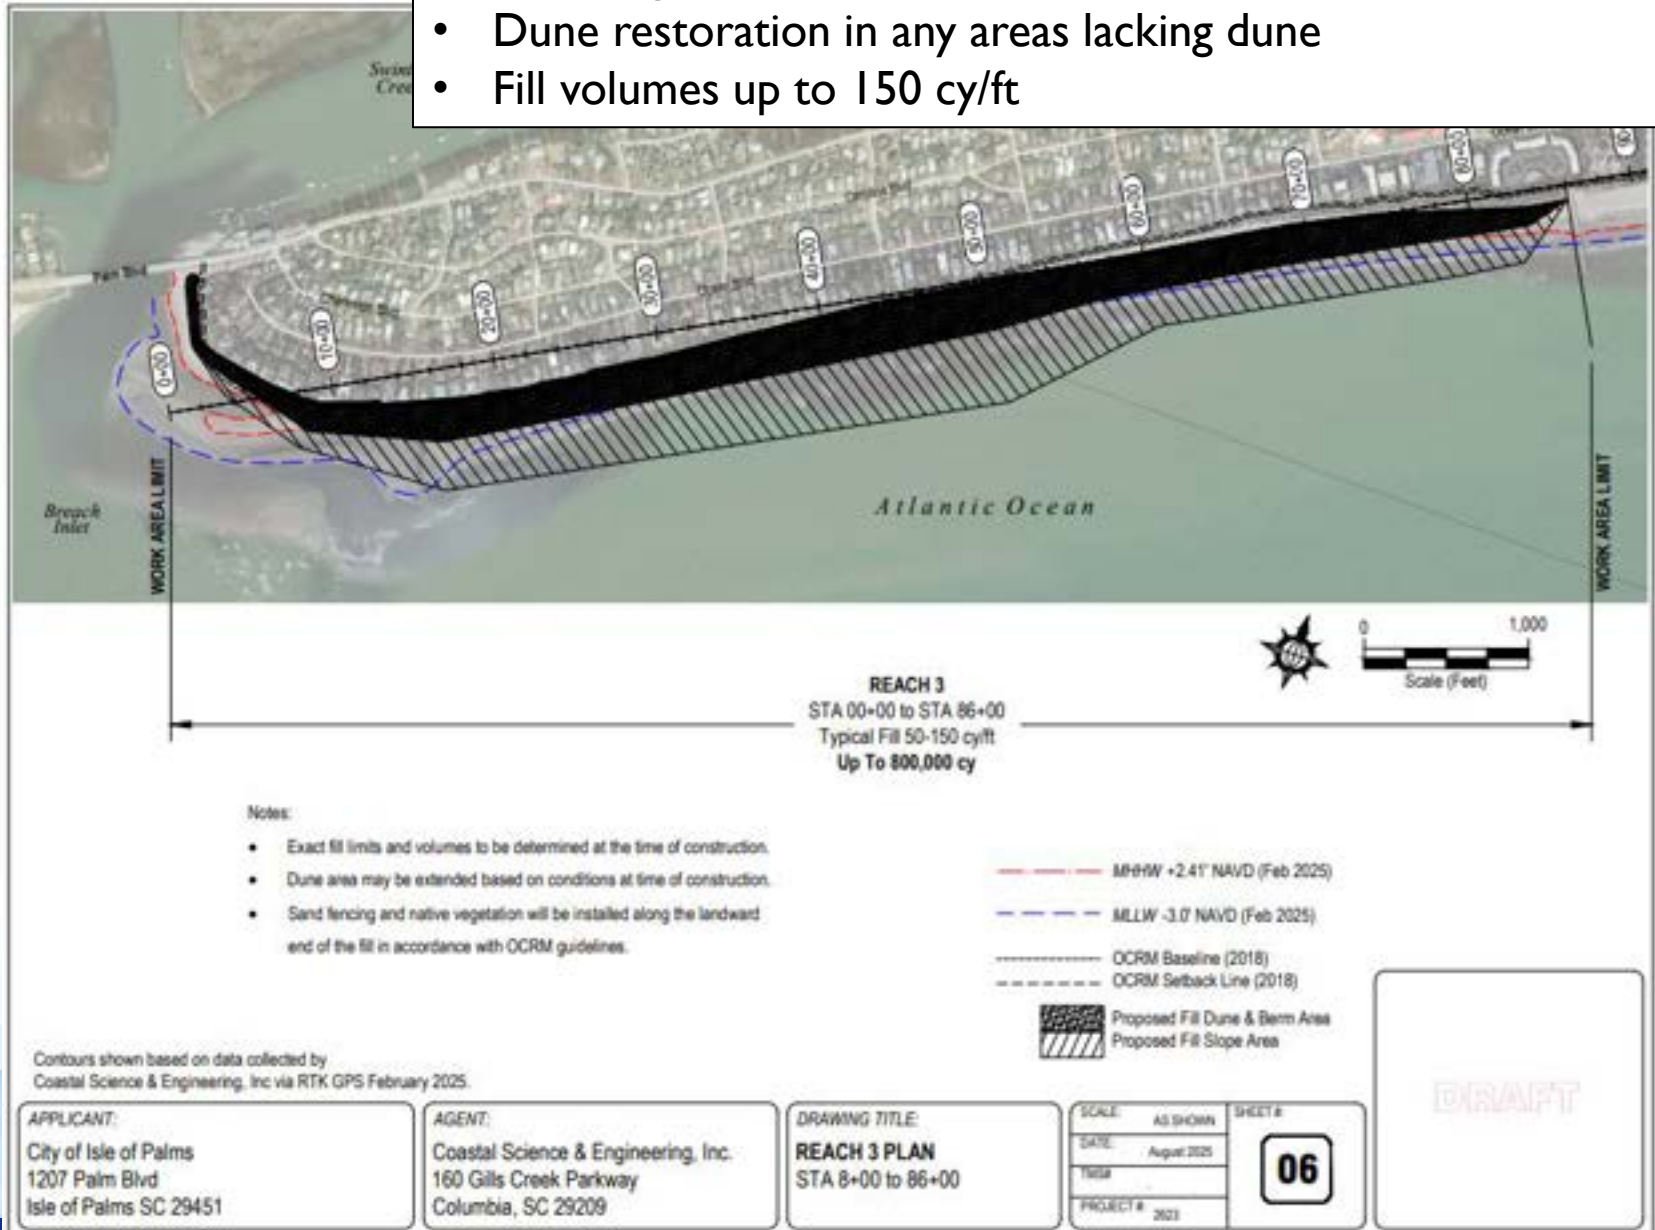 • Dune restoration in any areas lacking dune
• Fill volumes up to 150 cy/ft
Palm Blvd
0+00
10+00
20+00
30+00
40+00
50+00
60+00
70+00
80+00
90+
Ocean Blvd
Breach
Inlet
Atlantic Ocean
WORK AREA LIMIT
WORK AREA LIMIT
0 1,000
Scale (Feet)
REACH 3
STA 00+00 to STA 86+00
Typical Fill 50-150 cy/ft
Up To 800,000 cy
Notes:
• Exact fill limits and volumes to be determined at the time of construction.
• Dune area may be extended based on conditions at time of construction.
• Sand fencing and native vegetation will be installed along the landward
end of the fill in accordance with OCRM guidelines.
MHHW +2.41' NAVD (Feb 2025)
MLLW -3.0' NAVD (Feb 2025)
OCRM Baseline (2018)
OCRM Setback Line (2018)
Proposed Fill Dune & Berm Area
Proposed Fill Slope Area
Contours shown based on data collected by
Coastal Science & Engineering, Inc via RTK GPS February 2025.
APPLICANT:
City of Isle of Palms
1207 Palm Blvd
Isle of Palms SC 29451
AGENT:
Coastal Science & Engineering, Inc.
160 Gills Creek Parkway
Columbia, SC 29209
DRAWING TITLE:
REACH 3 PLAN
STA 8+00 to 86+00
SCALE: AS SHOWN
DATE: August 2025
TMS#
PROJECT # 2623
SHEET #
06
DRAFT